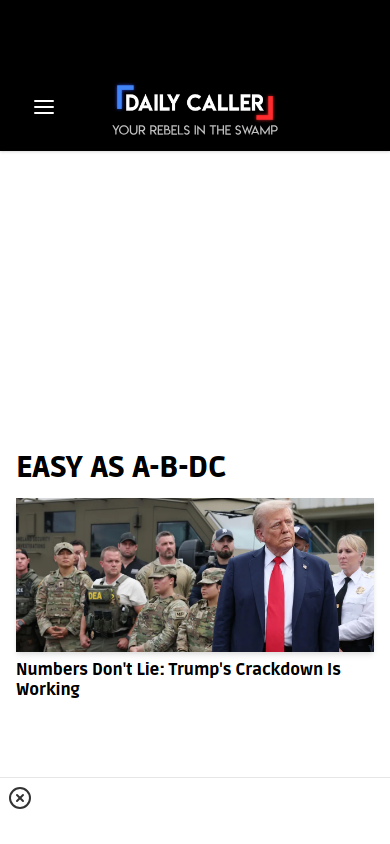 DAILY CALLER
YOUR REBELS IN THE SWAMP
EASY AS A-B-DC
DEA
Numbers Don't Lie: Trump's Crackdown Is
Working